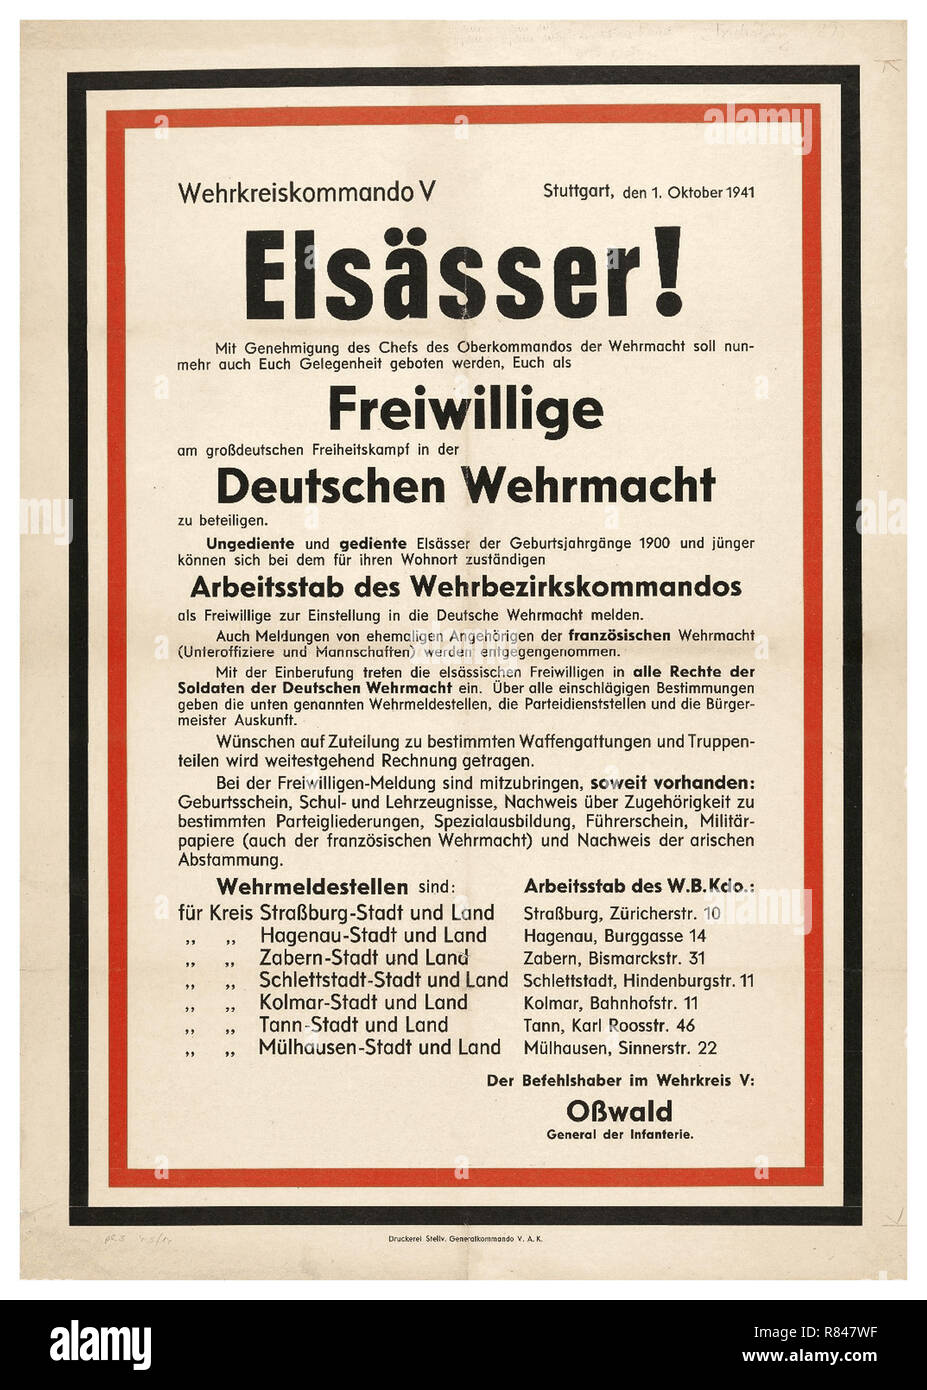 Wehrkreiskommando V Stuttgart, den 1. Oktober 1941
Elsässer!
Mit Genehmigung des Chefs des Oberkommandos der Wehrmacht soll nun-
mehr auch Euch Gelegenheit geboten werden, Euch als
Freiwillige
am großdeutschen Freiheitskampf in der
Deutschen Wehrmacht
zu beteiligen.
Ungediente und gediente Elsässer der Geburtsjahrgänge 1900 und jünger
können sich bei dem für ihren Wohnort zuständigen
Arbeitsstab des Wehrbezirkskommandos
als Freiwillige zur Einstellung in die Deutsche Wehrmacht melden.
Auch Meldungen von ehemaligen Angehörigen der französischen Wehrmacht
(Unteroffiziere und Mannschaften) werden entgegengenommen.
Mit der Einberufung treten die elsässischen Freiwilligen in alle Rechte der
Soldaten der Deutschen Wehrmacht ein. Über alle einschlägigen Bestimmungen
geben die unten genannten Wehrmeldestellen, die Parteidienststellen und die Bürger-
meister Auskunft.
Wünschen auf Zuteilung zu bestimmten Waffengattungen und Truppen-
teilen wird weitestgehend Rechnung getragen.
Bei der Freiwilligen-Meldung sind mitzubringen, soweit vorhanden:
Geburtsschein, Schul- und Lehrzeugnisse, Nachweis über Zugehörigkeit zu
bestimmten Parteigliederungen, Spezialausbildung, Führerschein, Militär-
papiere (auch der französischen Wehrmacht) und Nachweis der arischen
Abstammung.
Wehrmeldestellen sind: Arbeitsstab des W.B.Kdo.:
für Kreis Straßburg-Stadt und Land Straßburg, Züricherstr. 10
„ „ Hagenau-Stadt und Land Hagenau, Burggasse 14
„ „ Zabern-Stadt und Land Zabern, Bismarckstr. 31
„ „ Schlettstadt-Stadt und Land Schlettstadt, Hindenburgstr. 11
„ „ Kolmar-Stadt und Land Kolmar, Bahnhofstr. 11
„ „ Tann-Stadt und Land Tann, Karl Roosstr. 46
„ „ Mülhausen-Stadt und Land Mülhausen, Sinnerstr. 22
Der Befehlshaber im Wehrkreis V:
Oßwald
General der Infanterie.
Druckerei Stellv. Generalkommando V. A. K.
alamy
alamy
Image ID: R847WF
www.alamy.com